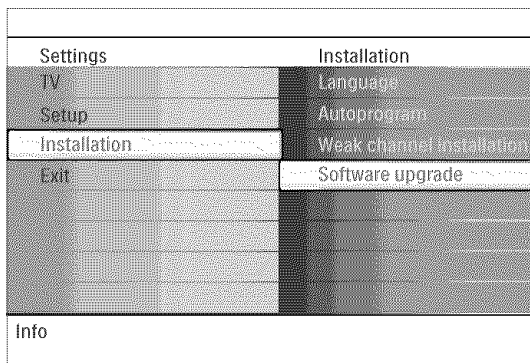 Settings
Installation
TV
Language
Setup
Autoprogram
Installation
Weak channel installation
Exit
Software upgrade
Info